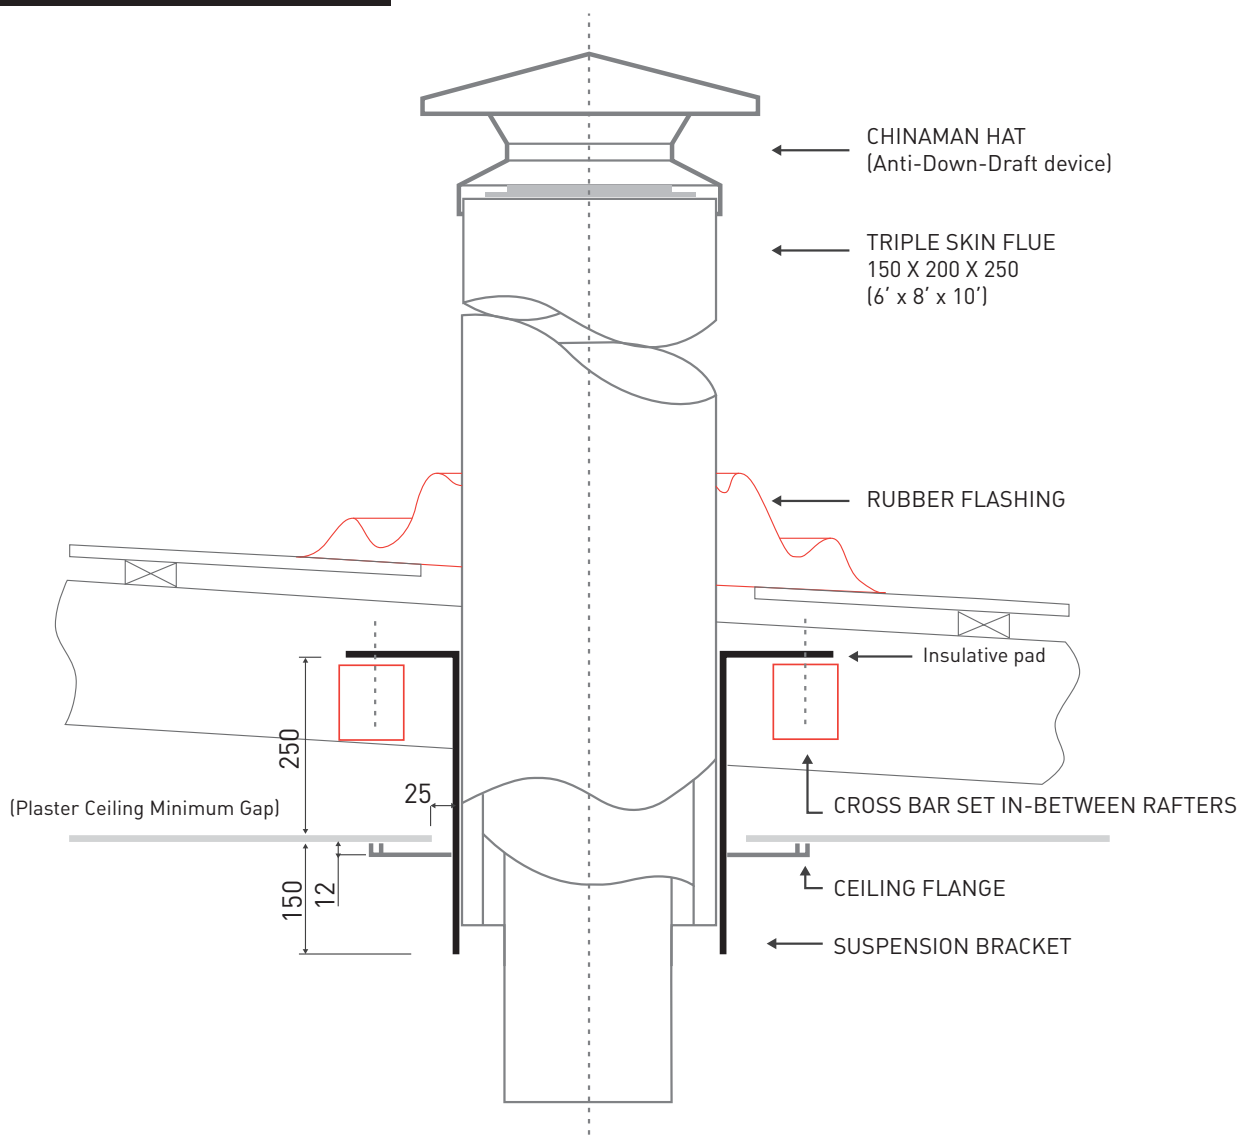 CHINAMAN HAT
(Anti-Down-Draft device)
TRIPLE SKIN FLUE
150 X 200 X 250
(6’ x 8’ x 10’)
RUBBER FLASHING
Insulative pad
250
25
(Plaster Ceiling Minimum Gap)
CROSS BAR SET IN-BETWEEN RAFTERS
150
12
CEILING FLANGE
SUSPENSION BRACKET